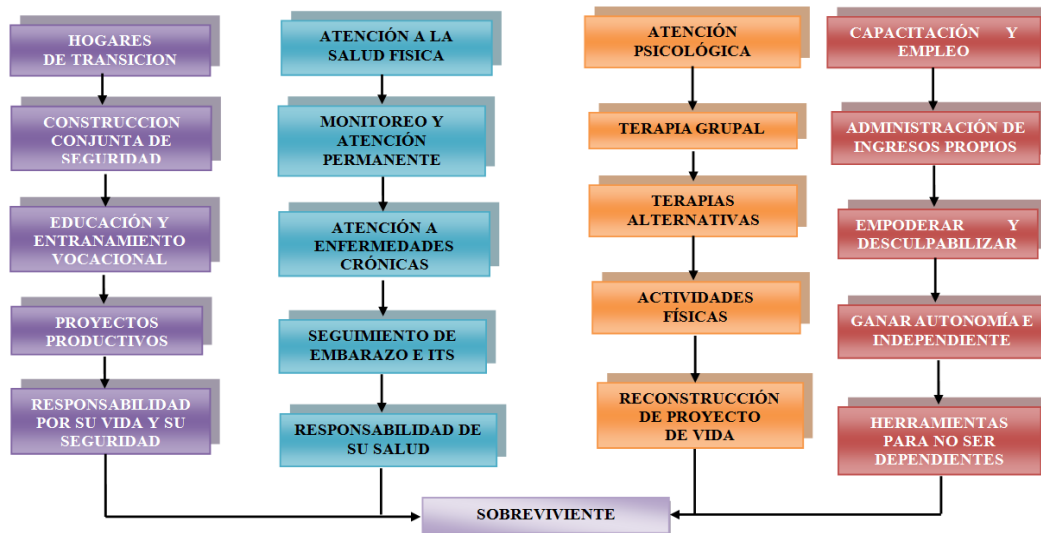 HOGARES
DE TRANSICION
CONSTRUCCION
CONJUNTA DE
SEGURIDAD
EDUCACIÓN Y
ENTRANAMIENTO
VOCACIONAL
PROYECTOS
PRODUCTIVOS
RESPONSABILIDAD
POR SU VIDA Y SU
SEGURIDAD
ATENCIÓN A LA
SALUD FISICA
MONITOREO Y
ATENCIÓN
PERMANENTE
ATENCIÓN A
ENFERMEDADES
CRÓNICAS
SEGUIMIENTO DE
EMBARAZO E ITS
RESPONSABILIDAD DE
SU SALUD
ATENCIÓN
PSICOLÓGICA
TERAPIA GRUPAL
TERAPIAS
ALTERNATIVAS
ACTIVIDADES
FÍSICAS
RECONSTRUCCIÓN
DE PROYECTO
DE VIDA
CAPACITACIÓN Y
EMPLEO
ADMINISTRACIÓN DE
INGRESOS PROPIOS
EMPODERAR Y
DESCULPABILIZAR
GANAR AUTONOMÍA E
INDEPENDIENTE
HERRAMIENTAS
PARA NO SER
DEPENDIENTES
SOBREVIVIENTE